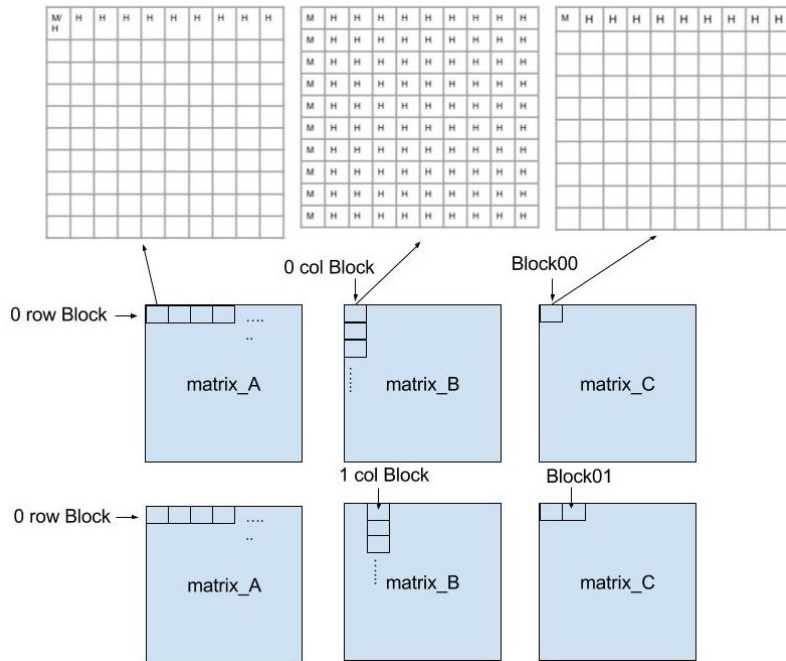 M/ H H H H H H H H H
H
M H H H H H H H H H
M H H H H H H H H H
M H H H H H H H H H
M H H H H H H H H H
M H H H H H H H H H
M H H H H H H H H H
M H H H H H H H H H
M H H H H H H H H H
M H H H H H H H H H
M H H H H H H H H H
M H H H H H H H H H
0 col Block
Block00
0 row Block
....
..
......
matrix_A
matrix_B
matrix_C
1 col Block
Block01
0 row Block
....
..
......
matrix_A
matrix_B
matrix_C